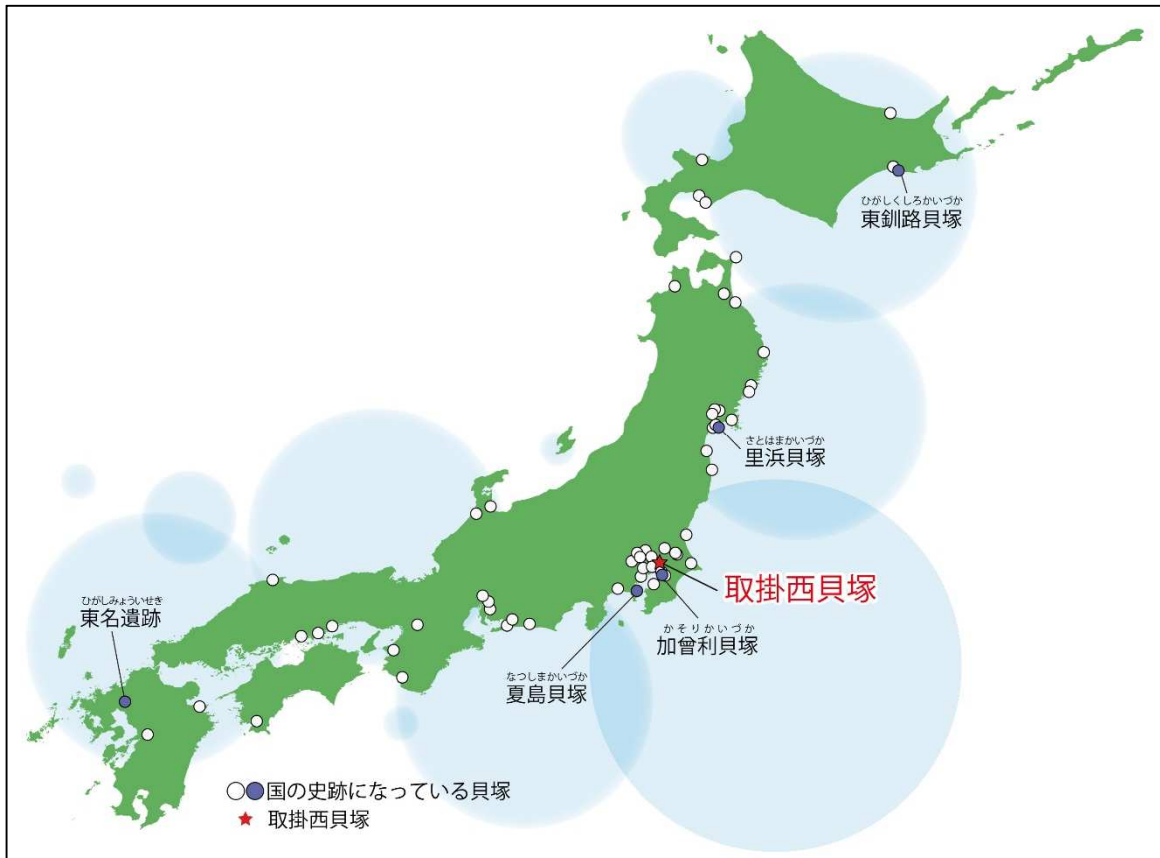 ひがしくしろかいづか
東釧路貝塚
さとはまかいづか
里浜貝塚
取掛西貝塚
かそりかいづか
加曾利貝塚
なつしまかいづか
夏島貝塚
ひがしみょういせき
東名遺跡
国の史跡になっている貝塚
取掛西貝塚